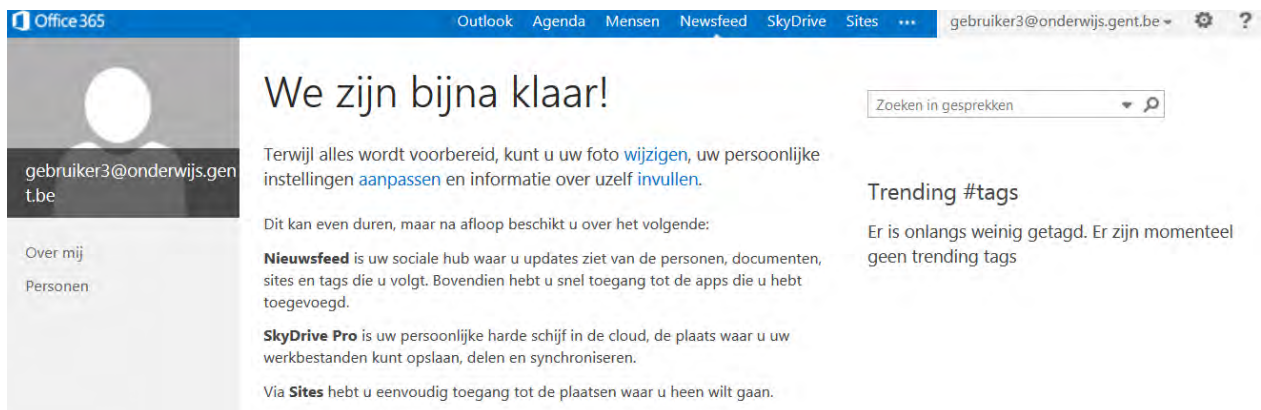 Office 365
Outlook Agenda Mensen Newsfeed SkyDrive Sites ••• gebruiker3@onderwijs.gent.be ?
gebruiker3@onderwijs.gen
t.be
Over mij
Personen
We zijn bijna klaar!
Terwijl alles wordt voorbereid, kunt u uw foto wijzigen, uw persoonlijke
instellingen aanpassen en informatie over uzelf invullen.
Dit kan even duren, maar na afloop beschikt u over het volgende:
Nieuwsfeed is uw sociale hub waar u updates ziet van de personen, documenten,
sites en tags die u volgt. Bovendien hebt u snel toegang tot de apps die u hebt
toegevoegd.
SkyDrive Pro is uw persoonlijke harde schijf in de cloud, de plaats waar u uw
werkbestanden kunt opslaan, delen en synchroniseren.
Via Sites hebt u eenvoudig toegang tot de plaatsen waar u heen wilt gaan.
Zoeken in gesprekken
Trending #tags
Er is onlangs weinig getagd. Er zijn momenteel
geen trending tags